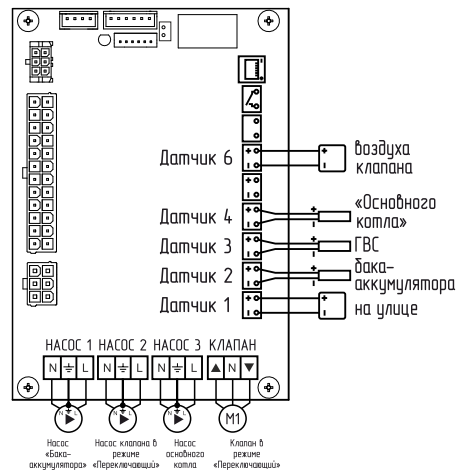 Датчик 6
воздуха
клапана
Датчик 4
«Основного
котла»
Датчик 3
ГВС
Датчик 2
бака-
аккумулятора
Датчик 1
на улице
НАСОС 1 НАСОС 2 НАСОС 3 КЛАПАН
N L N L N L N
N L N L N L M1
Насос
«Бака-
аккумулятора»
Насос клапана в
режиме
«Переключающий»
Насос
основного
котла
Клапан в
режиме
«Переключающий»